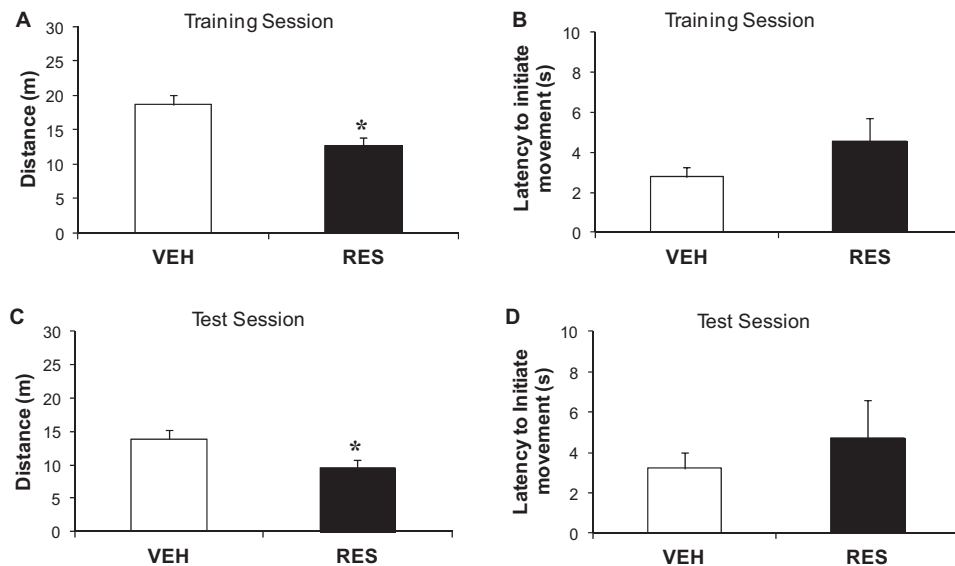 A
Training Session
Distance (m)
30
25
20
15
10
5
0
*
VEH
RES
B
Training Session
Latency to initiate
movement (s)
10
8
6
4
2
0
VEH
RES
C
Test Session
Distance (m)
30
25
20
15
10
5
0
*
VEH
RES
D
Test Session
Latency to Initiate
movement (s)
10
8
6
4
2
0
VEH
RES